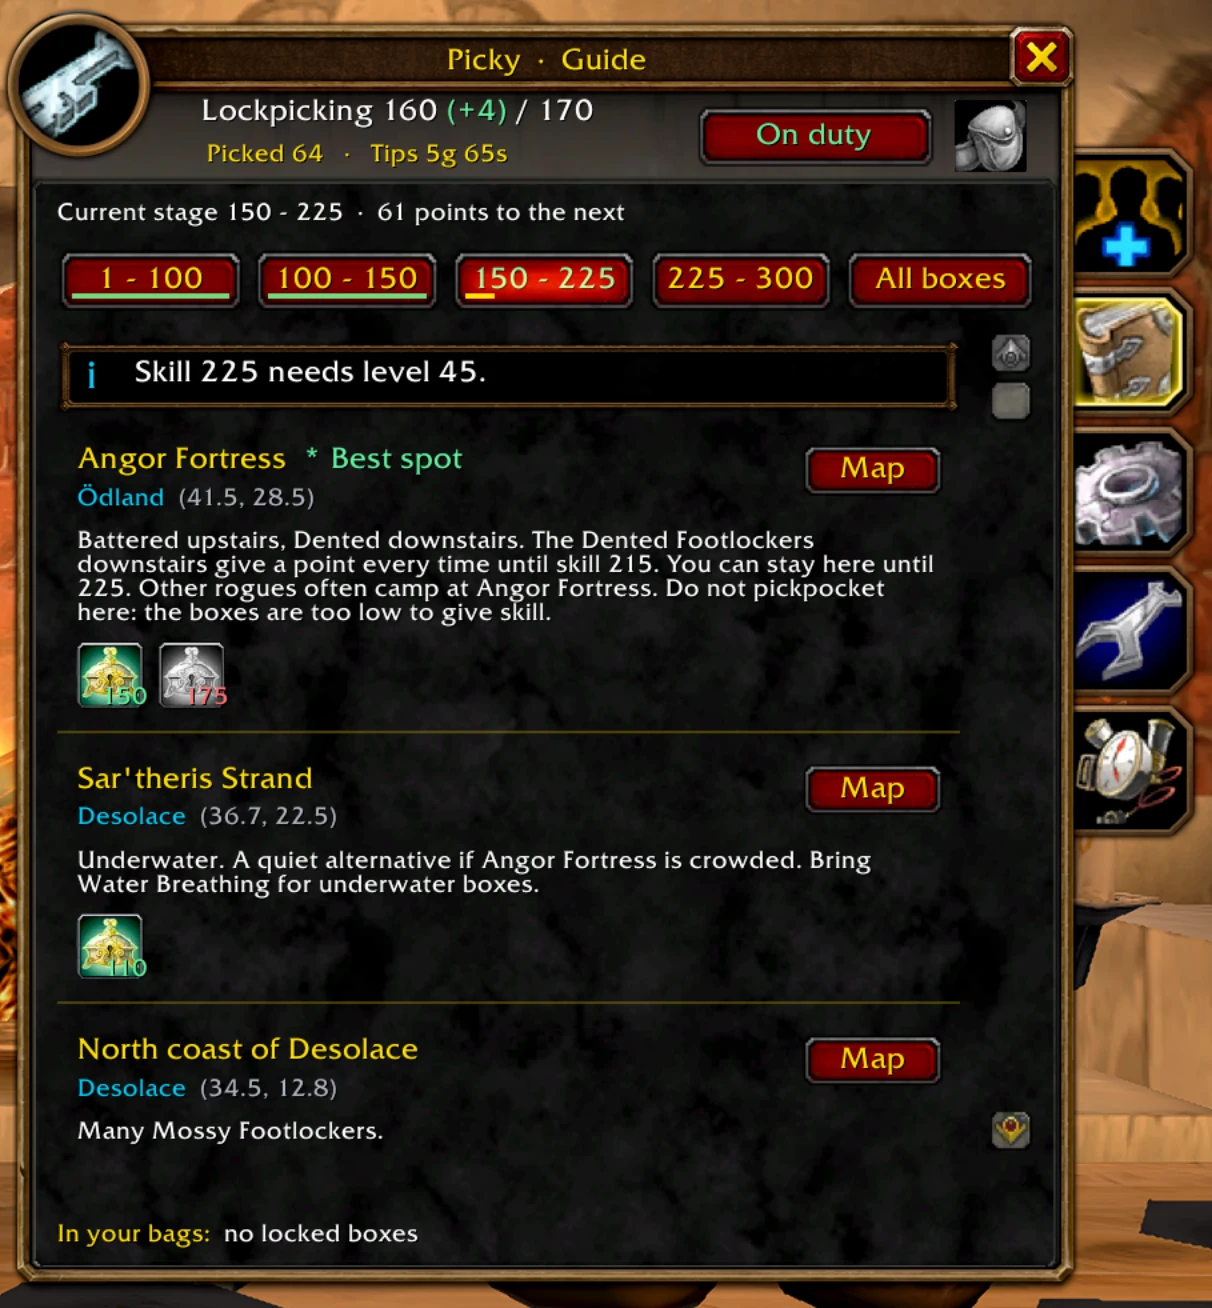 Picky · Guide
Lockpicking 160 (+4) / 170
Picked 64 · Tips 5g 65s
On duty
Current stage 150 - 225 · 61 points to the next
1 - 100
100 - 150
150 - 225
225 - 300
All boxes
i Skill 225 needs level 45.
Angor Fortress * Best spot
Map
Ödland (41.5, 28.5)
Battered upstairs, Dented downstairs. The Dented Footlockers
downstairs give a point every time until skill 215. You can stay here until
225. Other rogues often camp at Angor Fortress. Do not pickpocket
here: the boxes are too low to give skill.
150
175
Sar'theris Strand
Map
Desolace (36.7, 22.5)
Underwater. A quiet alternative if Angor Fortress is crowded. Bring
Water Breathing for underwater boxes.
110
North coast of Desolace
Map
Desolace (34.5, 12.8)
Many Mossy Footlockers.
In your bags: no locked boxes